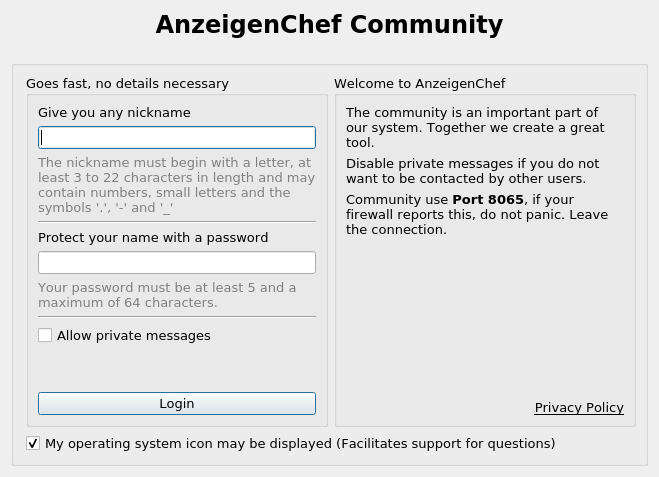 AnzeigenChef Community
Goes fast, no details necessary
Give you any nickname
The nickname must begin with a letter, at
least 3 to 22 characters in length and may
contain numbers, small letters and the
symbols '.', '-' and '_'
Protect your name with a password
Your password must be at least 5 and a
maximum of 64 characters.
Allow private messages
Login
Welcome to AnzeigenChef
The community is an important part of
our system. Together we create a great
tool.
Disable private messages if you do not
want to be contacted by other users.
Community use Port 8065, if your
firewall reports this, do not panic. Leave
the connection.
Privacy Policy
My operating system icon may be displayed (Facilitates support for questions)